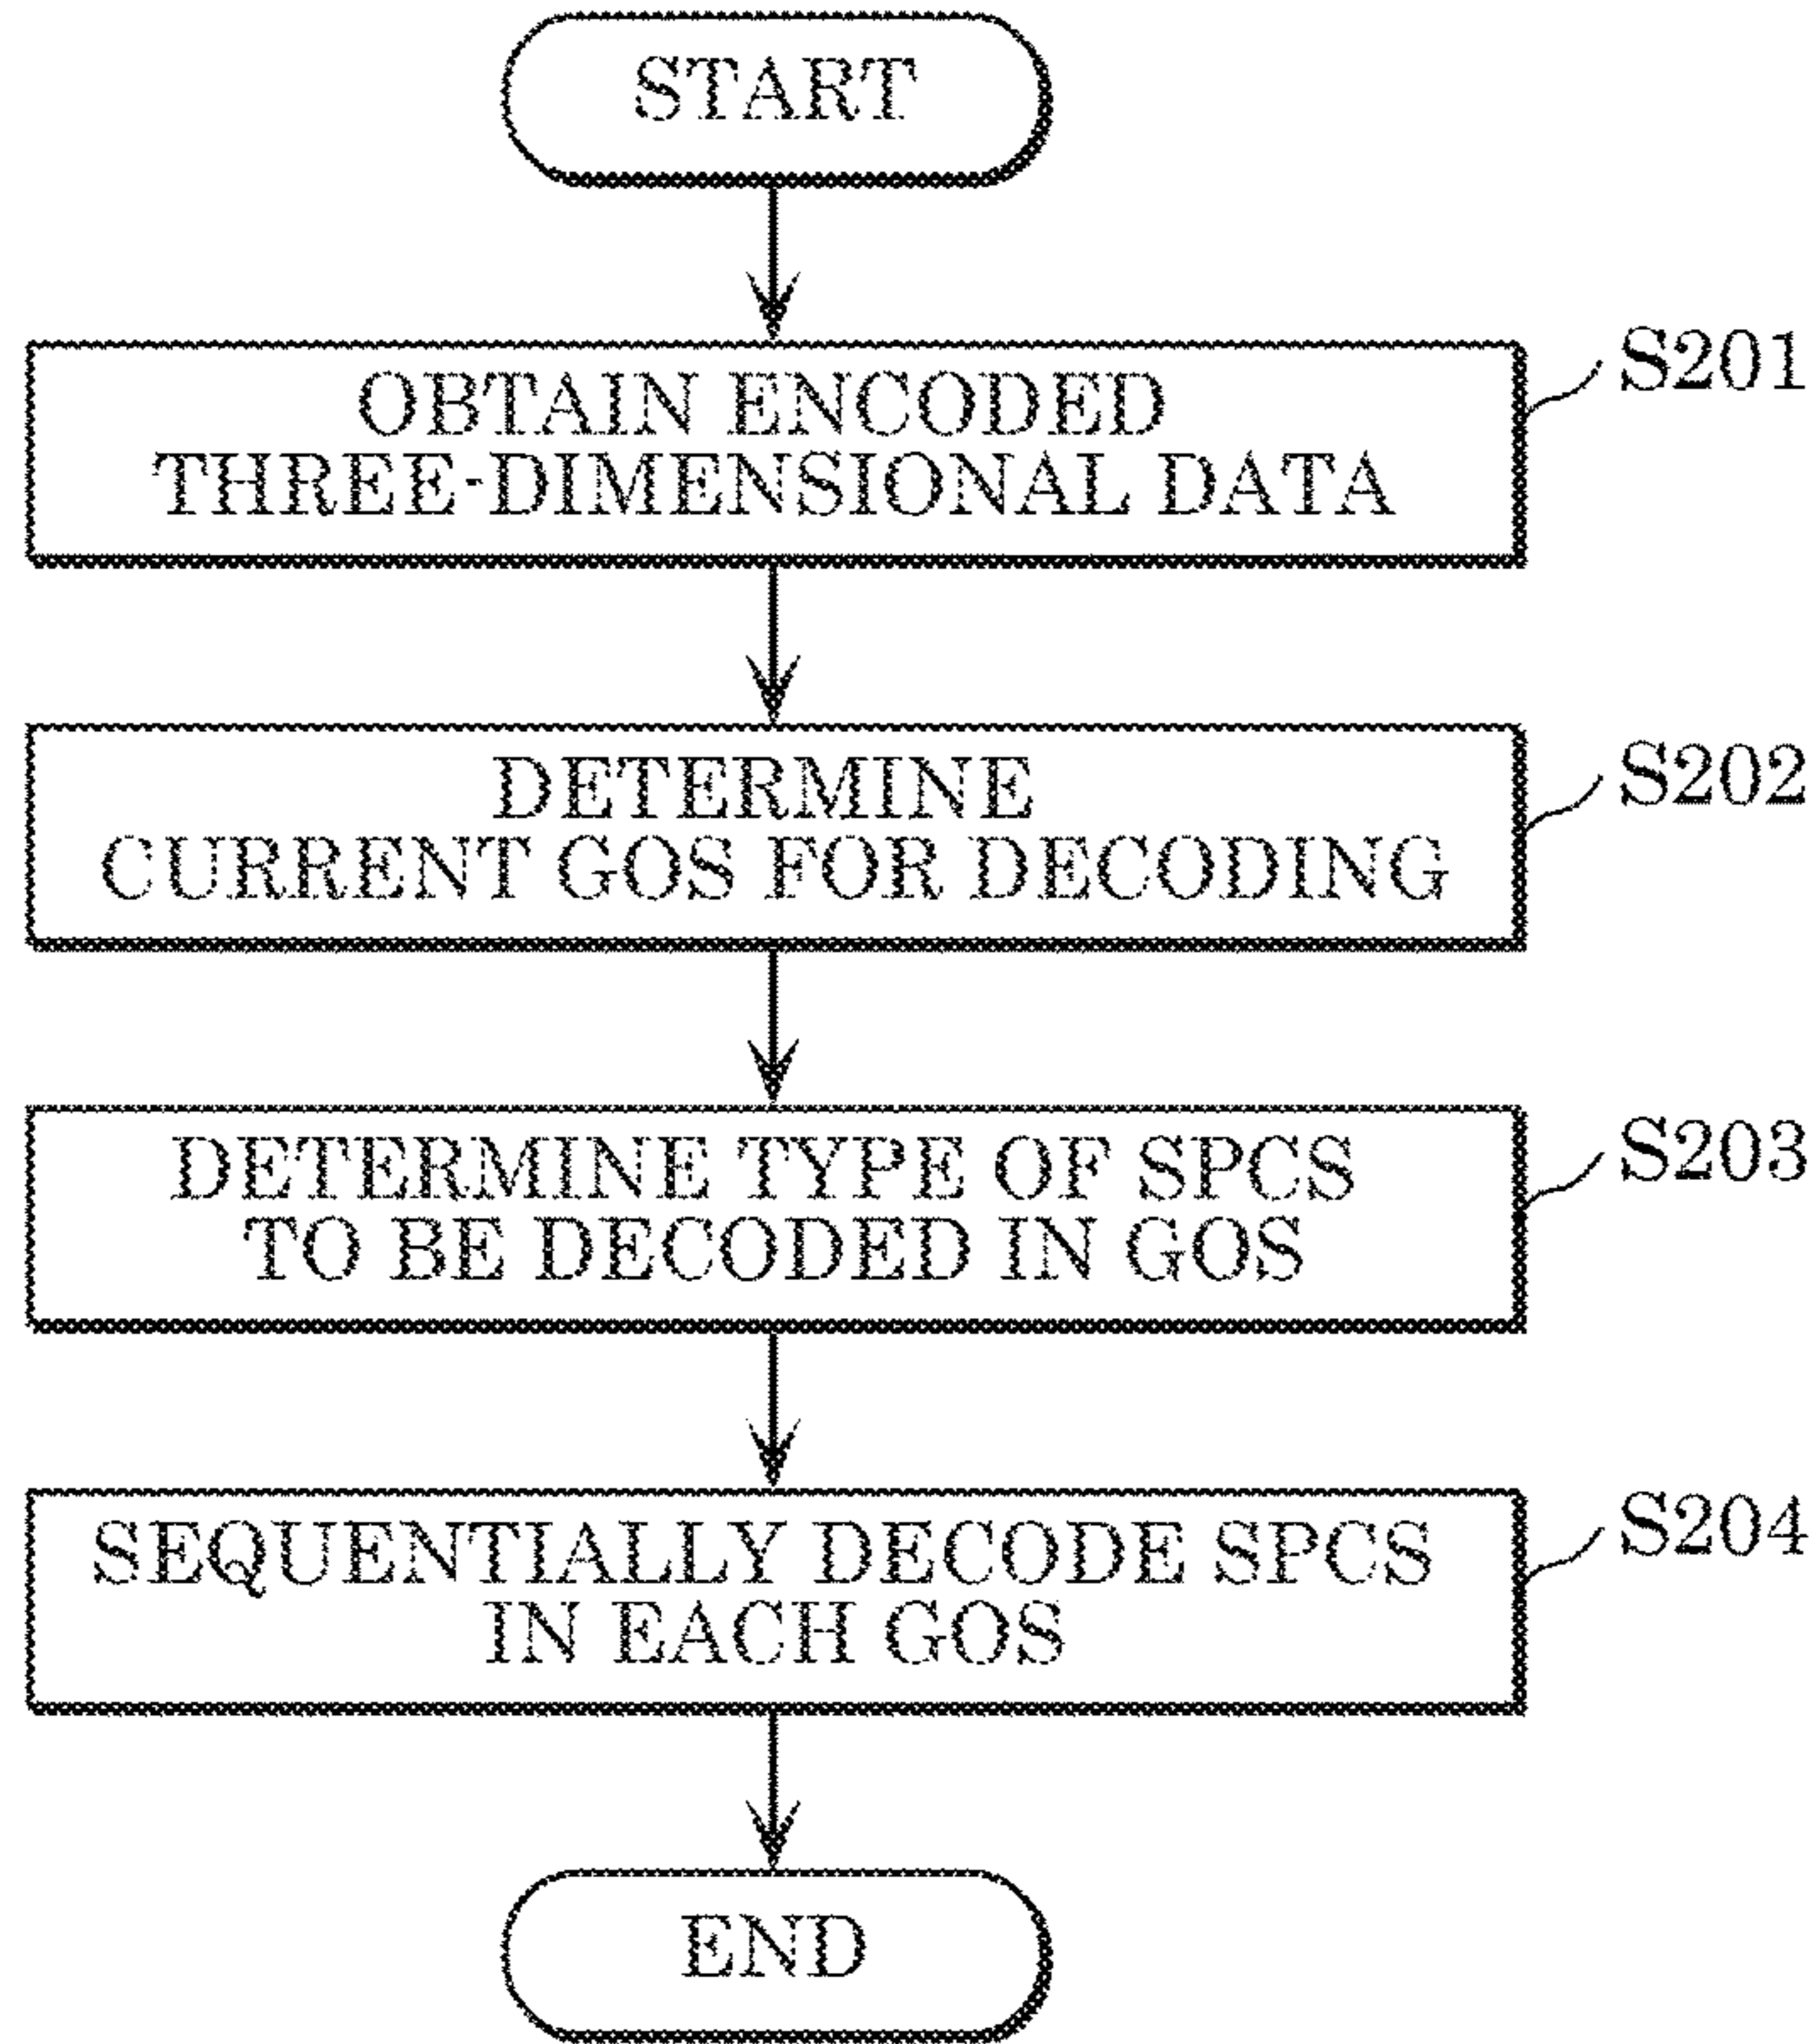 START
OBTAIN ENCODED
THREE-DIMENSIONAL DATA
S201
DETERMINE
CURRENT GOS FOR DECODING
S202
DETERMINE TYPE OF SPCS
TO BE DECODED IN GOS
S203
SEQUENTIALLY DECODE SPCS
IN EACH GOS
S204
END